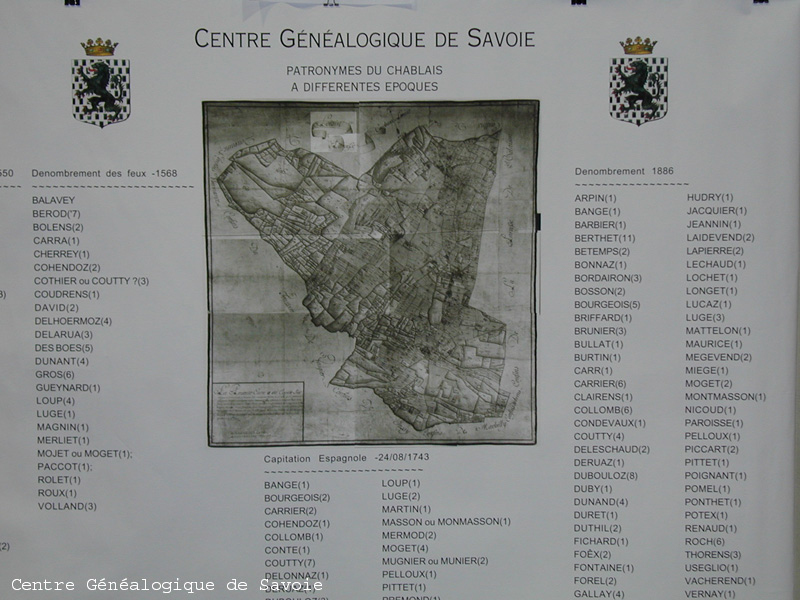 CENTRE GÉNÉALOGIQUE DE SAVOIE
PATRONYMES DU CHABLAIS
A DIFFERENTES EPOQUES
550
3)
(2)
Denombrement des feux -1568
BALAVEY
BEROD('7)
BOLENS(2)
CARRA(1)
CHERREY(1)
COHENDOZ(2)
COTHIER ou COUTTY ?(3)
COUDRENS(1)
DAVID(2)
DELHOERMOZ(4)
DELARUA(3)
DES BOES(5)
DUNANT(4)
GROS(6)
GUEYNARD(1)
LOUP(4)
LUGE(1)
MAGNIN(1)
MERLIET(1)
MOJET ou MOGET(1);
PACCOT(1);
ROLET(1)
ROUX(1)
VOLLAND(3)
Capitation Espagnole -24/08/1743
BANGE(1)
BOURGEOIS(2)
CARRIER(2)
COHENDOZ(1)
COLLOMB(1)
CONTE(1)
COUTTY(7)
DELONNAZ(1)
LOUP(1)
LUGE(2)
MARTIN(1)
MASSON ou MONMASSON(1)
MERMOD(2)
MOGET(4)
MUGNIER ou MUNIER(2)
PELLOUX(1)
PITTET(1)
PREMOND(1)
Denombrement 1886
ARPIN(1)
BANGE(1)
BARBIER(1)
BERTHET(11)
BETEMPS(2)
BONNAZ(1)
BORDAIRON(3)
BOSSON(2)
BOURGEOIS(5)
BRIFFARD(1)
BRUNIER(3)
BULLAT(1)
BURTIN(1)
CARR(1)
CARRIER(6)
CLAIRENS(1)
COLLOMB(6)
CONDEVAUX(1)
COUTTY(4)
DELESCHAUD(2)
DERUAZ(1)
DUBOULOZ(8)
DUBY(1)
DUNAND(4)
DURET(1)
DUTHIL(2)
FICHARD(1)
FOËX(2)
FONTAINE(1)
FOREL(2)
GALLAY(4)
HUDRY(1)
JACQUIER(1)
JEANNIN(1)
LAIDEVEND(2)
LAPIERRE(2)
LECHAUD(1)
LOCHET(1)
LONGET(1)
LUCAZ(1)
LUGE(3)
MATTELON(1)
MAURICE(1)
MEGEVEND(2)
MIEGE(1)
MOGET(2)
MONTMASSON(1)
NICOUD(1)
PAROISSE(1)
PELLOUX(1)
PICCART(2)
PITTET(1)
POIGNANT(1)
POMEL(1)
PONTHET(1)
POTEX(1)
RENAUD(1)
ROCH(6)
THORENS(3)
USEGLIO(1)
VACHEREND(1)
VERNAY(1)
Centre Généalogique de Savoie